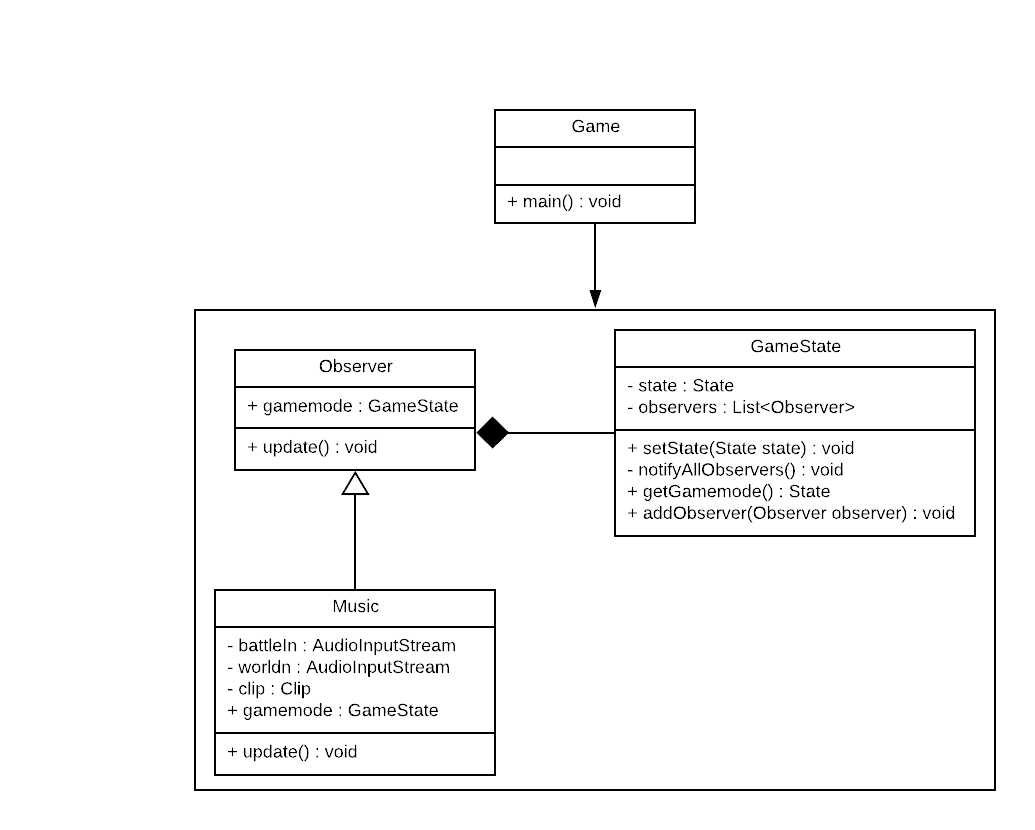 Game
+ main() : void
Observer
+ gamemode : GameState
+ update() : void
GameState
- state : State
- observers : List<Observer>
+ setState(State state) : void
- notifyAllObservers() : void
+ getGamemode() : State
+ addObserver(Observer observer) : void
Music
- battleIn : AudioInputStream
- worldn : AudioInputStream
- clip : Clip
+ gamemode : GameState
+ update() : void